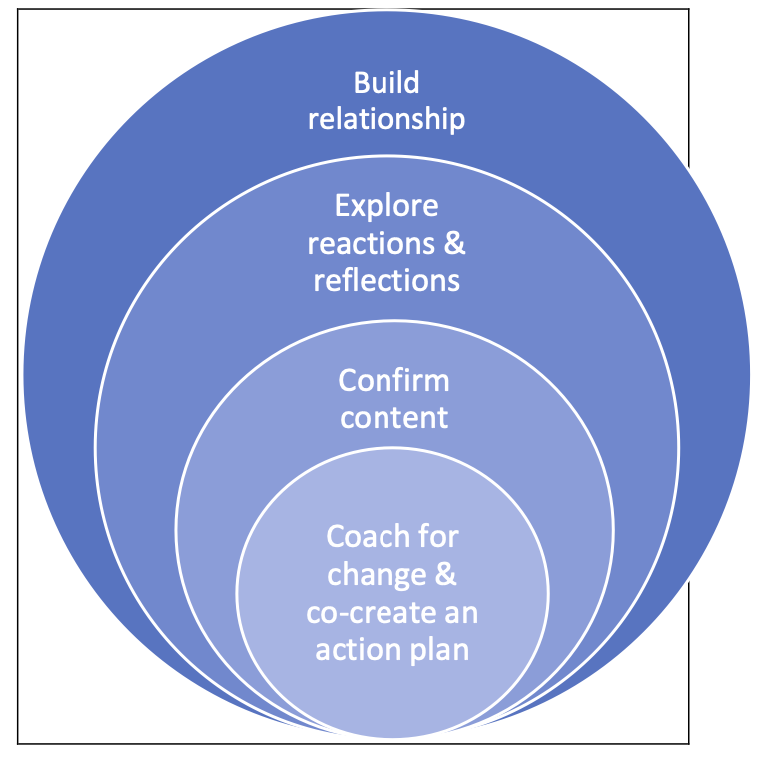 Build
relationship
Explore
reactions &
reflections
Confirm
content
Coach for
change &
co-create an
action plan